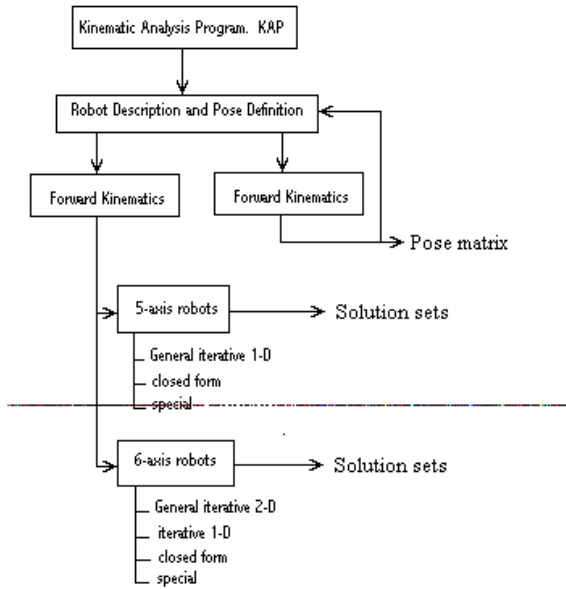 Kinematic Analysis Program. KAP
Robot Description and Pose Definition
Forward Kinematics
Forward Kinematics
Pose matrix
5-axis robots
Solution sets
General iterative 1-D
closed form
special
6-axis robots
Solution sets
General iterative 2-D
iterative 1-D
closed form
special